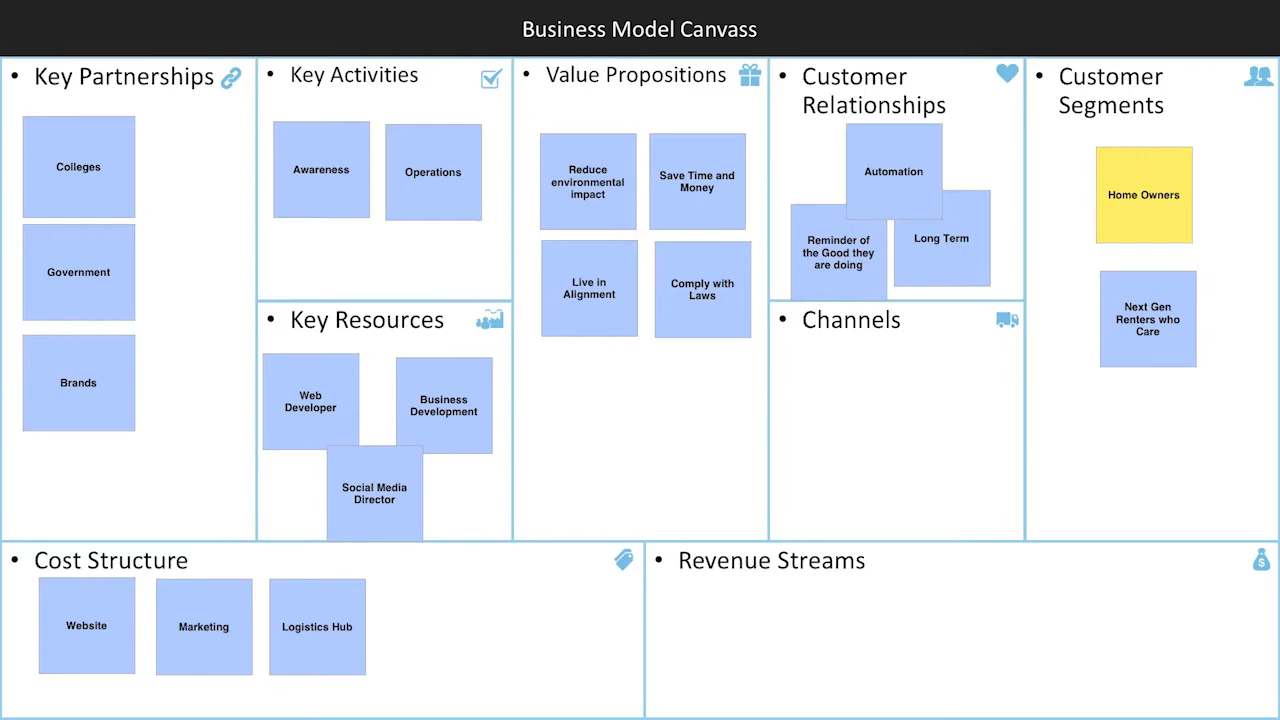 Business Model Canvass
• Key Partnerships
Colleges
Government
Brands
• Key Activities
Awareness
Operations
• Key Resources
Web
Developer
Business
Development
Social Media
Director
• Value Propositions
Reduce
environmental
impact
Save Time and
Money
Live in
Alignment
Comply with
Laws
• Customer
Relationships
Automation
Reminder of
the Good they
are doing
Long Term
• Channels
• Customer
Segments
Home Owners
Next Gen
Renters who
Care
• Cost Structure
Website
Marketing
Logistics Hub
• Revenue Streams
$